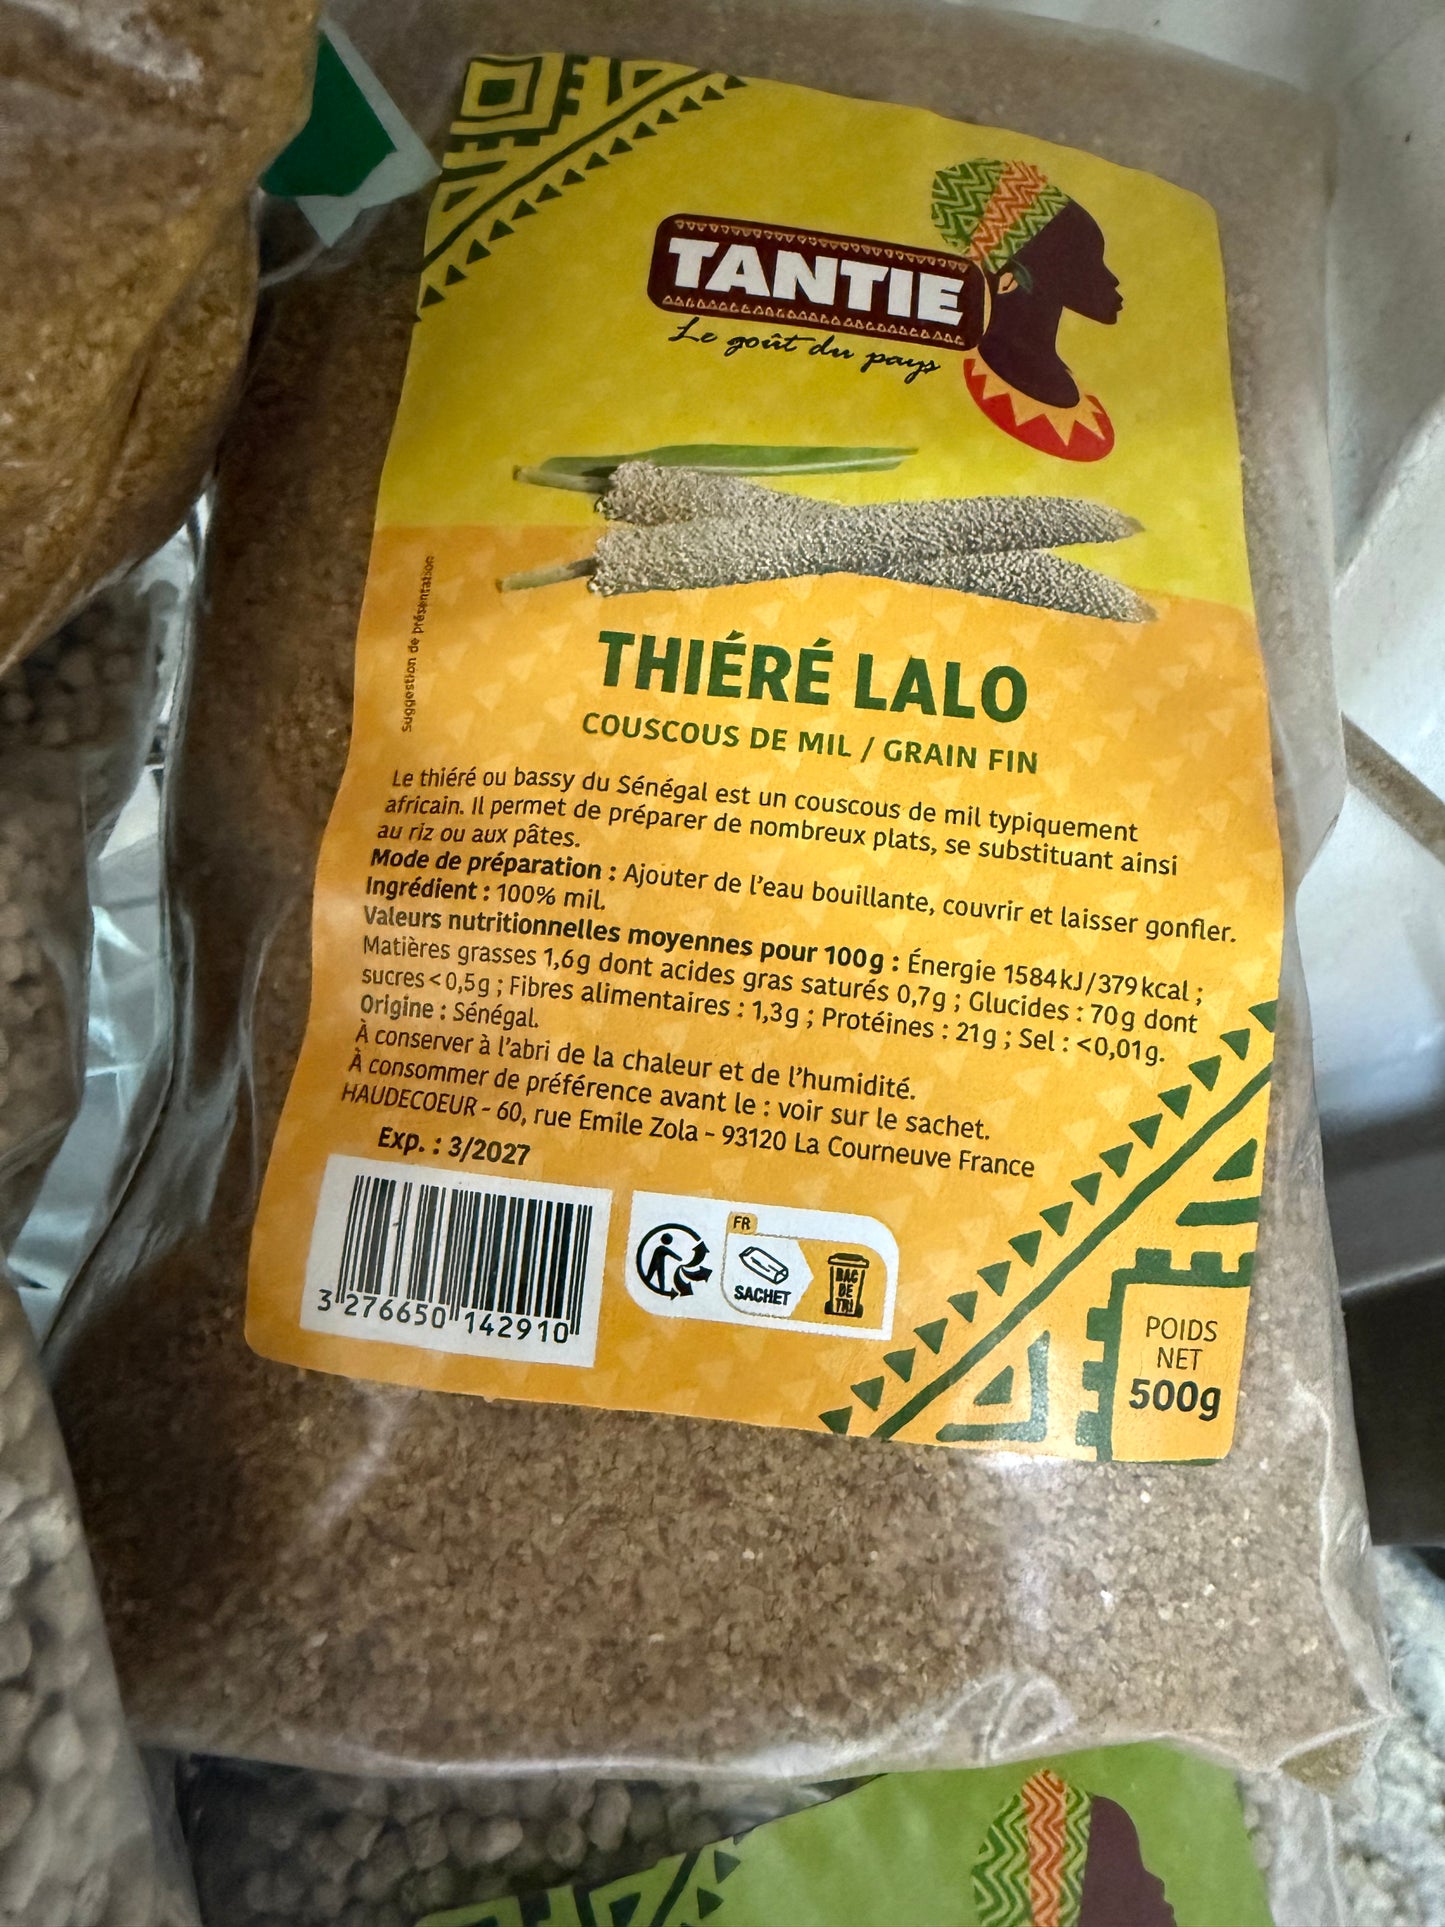 TANTIE
Le goût du pays
Suggestion de présentation
THIÉRÉ LALO
COUSCOUS DE MIL / GRAIN FIN
Le thiéré ou bassy du Sénégal est un couscous de mil typiquement
africain. Il permet de préparer de nombreux plats, se substituant ainsi
au riz ou aux pâtes.
Mode de préparation : Ajouter de l'eau bouillante, couvrir et laisser gonfler.
Ingrédient : 100% mil.
Valeurs nutritionnelles moyennes pour 100g : Énergie 1584kJ/379kcal ;
Matières grasses 1,6g dont acides gras saturés 0,7g ; Glucides : 70g dont
sucres<0,5g ; Fibres alimentaires : 1,3g ; Protéines : 21g ; Sel : <0,01g.
Origine : Sénégal.
À conserver à l'abri de la chaleur et de l'humidité.
À consommer de préférence avant le : voir sur le sachet.
HAUDECOEUR - 60, rue Emile Zola - 93120 La Courneuve France
Exp. : 3/2027
3 276650 142910
FR
SACHET
BAC
DE
TRI
POIDS
NET
500g